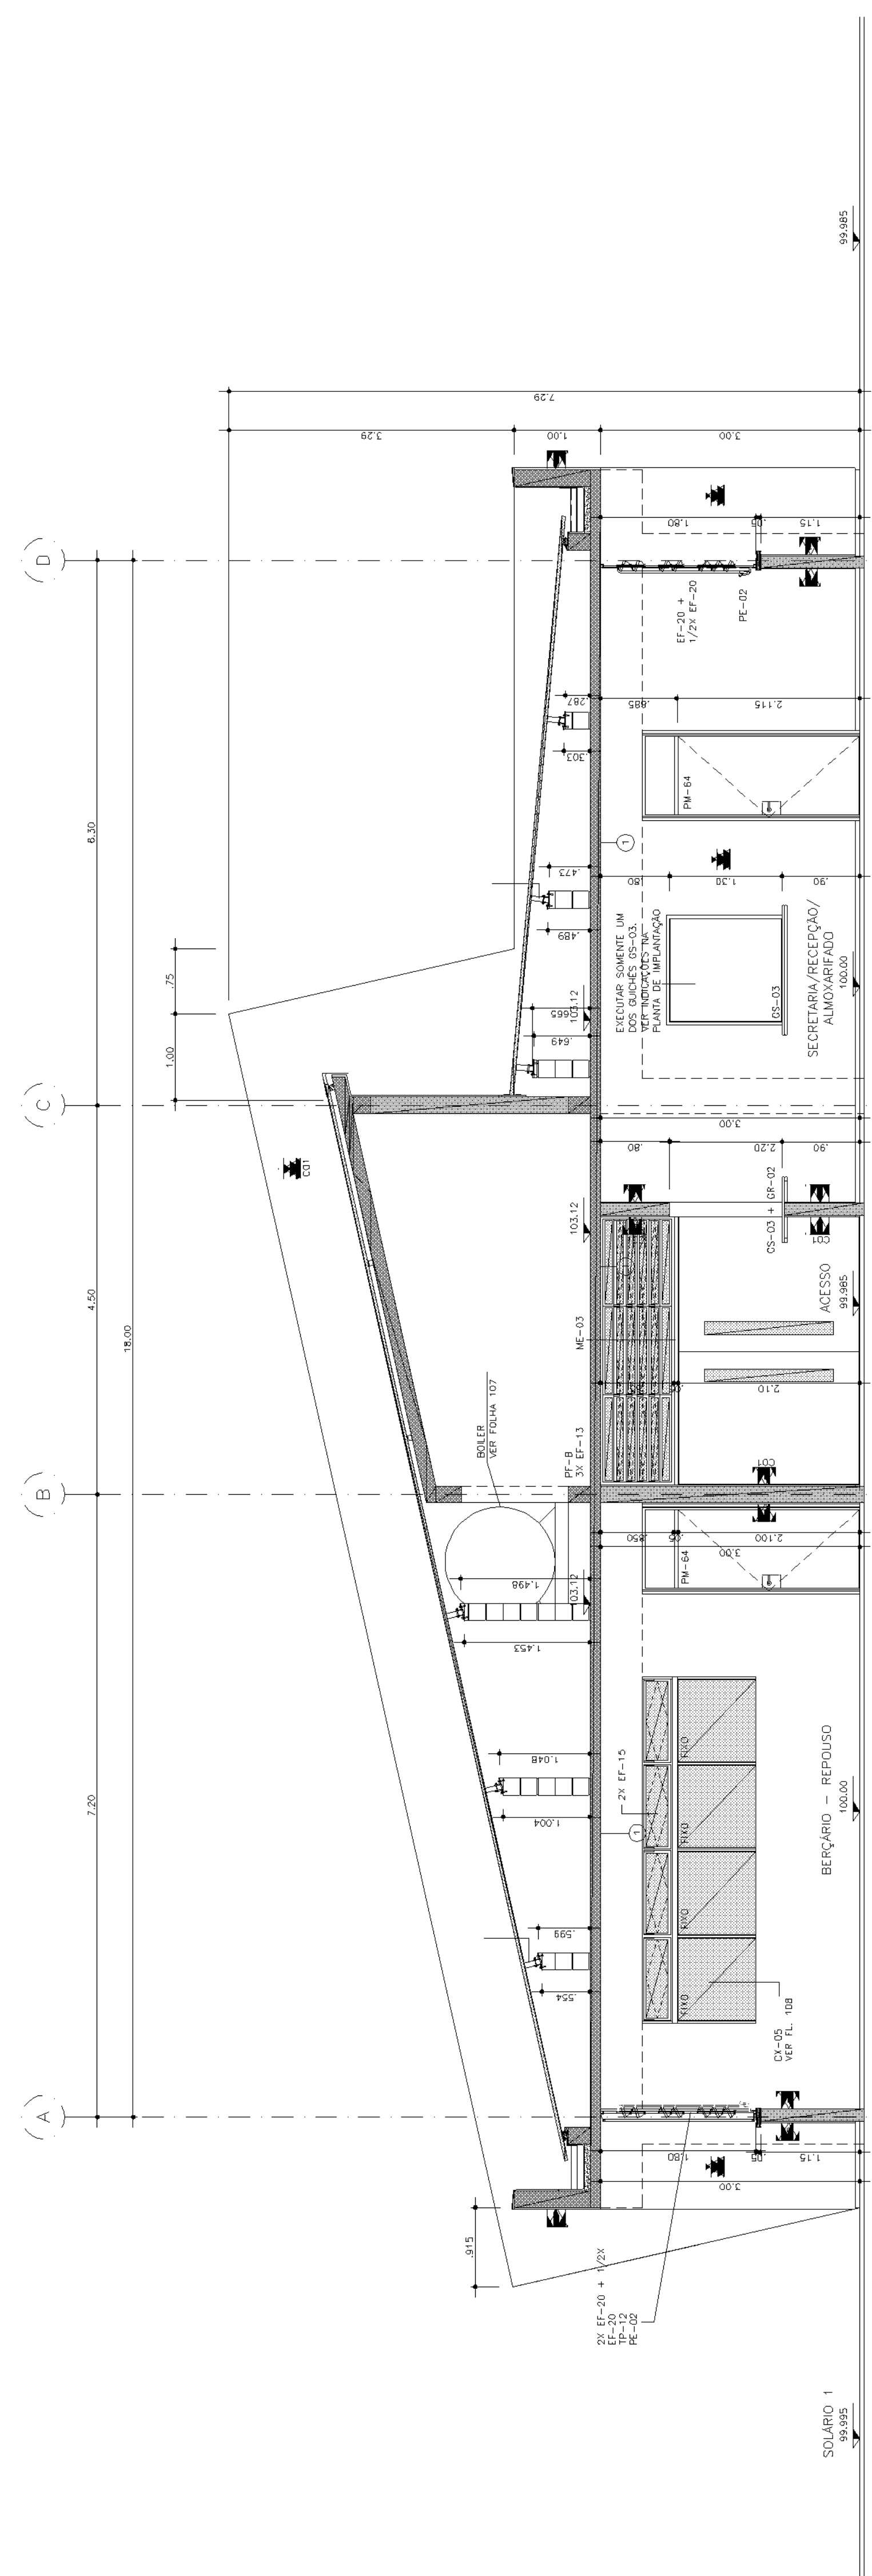 A
B
C
D
7.20
4.50
6.30
18.00
1.00
.75
.915
3.29
1.00
3.00
7.29
C01
BOILER
VER FOLHA 107
.554
.599
1.004
1.048
1.453
1.498
103.12
103.12
103.12
.649
.665
.489
.473
.303
.287
2X EF-20 + 1/2X
EF-20
TP-12
PE-02
3.00
1.80
.05
1.15
2X EF-15
1
FIXO
FIXO
FIXO
FIXO
CX-05
VER FL. 108
BERÇÁRIO – REPOUSO
100.00
PM-64
.850
.05
2.100
3.00
PF-B
3X EF-13
ME-03
.05
2.10
C01
ACESSO
99.985
C01
GS-03 + GR-02
.80
2.20
.90
3.00
EXECUTAR SOMENTE UM
DOS GUICHÊS GS-03.
VER INDICAÇÕES NA
PLANTA DE IMPLANTAÇÃO
GS-03
SECRETARIA/RECEPÇÃO/
ALMOXARIFADO
100.00
.80
1.30
.90
1
PM-64
.885
2.115
EF-20 +
1/2X EF-20
PE-02
1.80
.05
1.15
SOLÁRIO 1
99.995
99.985